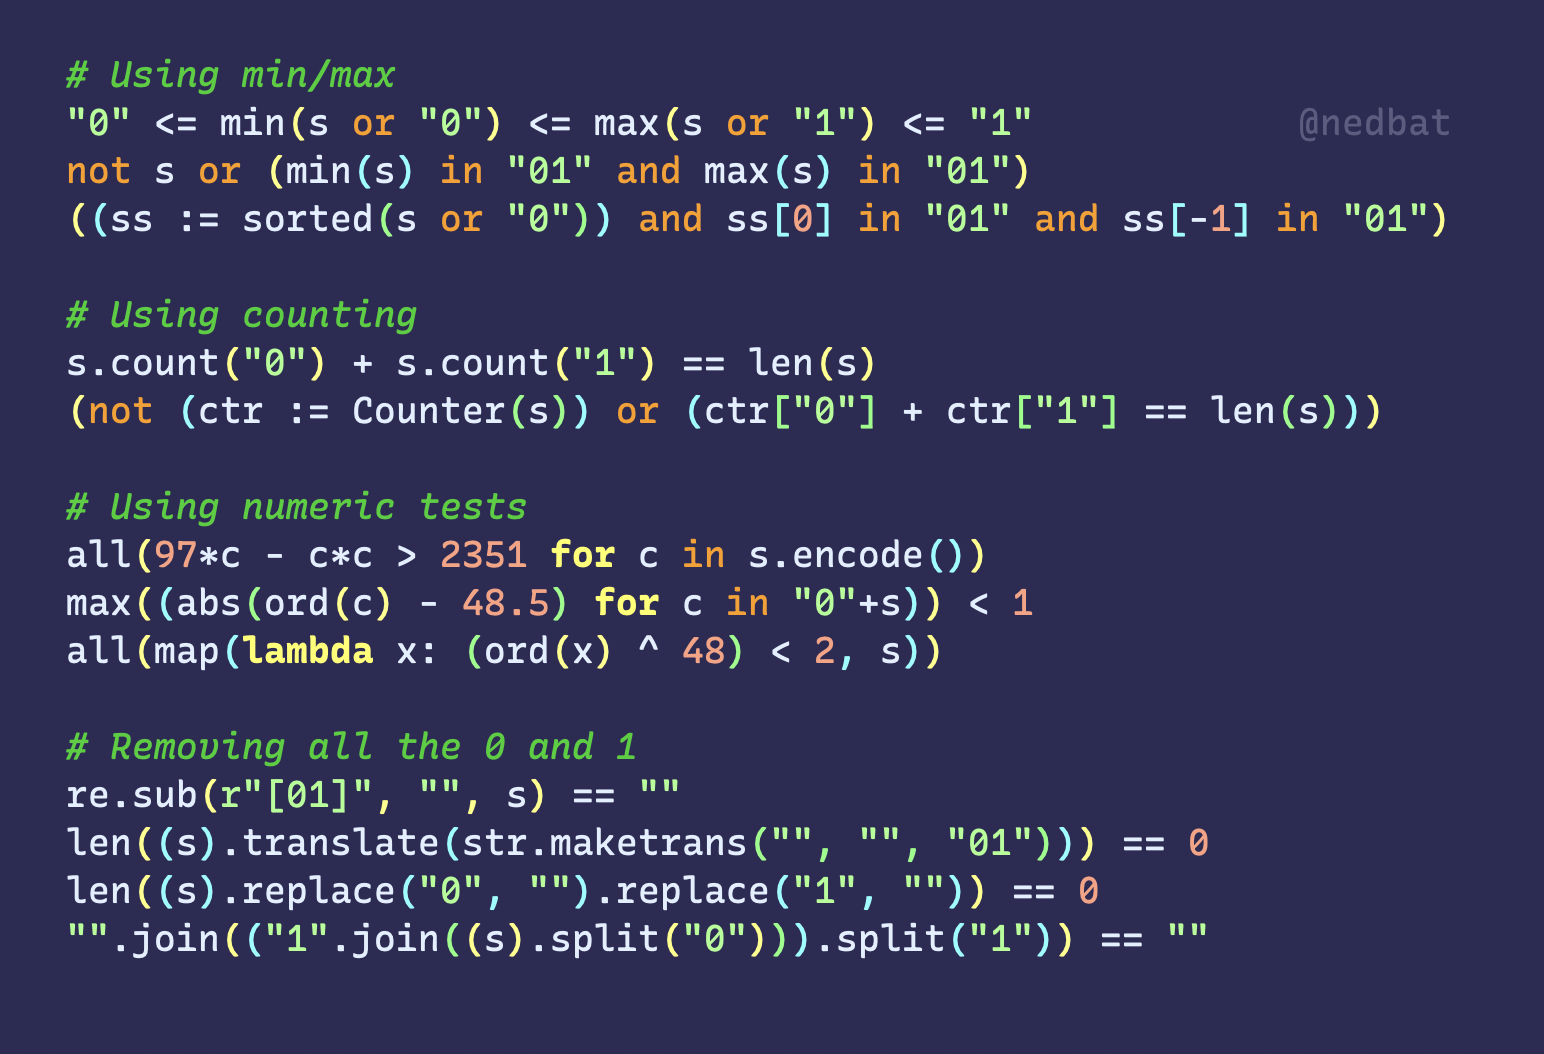 # Using min/max
"0" <= min(s or "0") <= max(s or "1") <= "1"
@nedbat
not s or (min(s) in "01" and max(s) in "01")
((ss := sorted(s or "0")) and ss[0] in "01" and ss[-1] in "01")
# Using counting
s.count("0") + s.count("1") == len(s)
(not (ctr := Counter(s)) or (ctr["0"] + ctr["1"] == len(s)))
# Using numeric tests
all(97*c - c*c > 2351 for c in s.encode())
max((abs(ord(c) - 48.5) for c in "0"+s)) < 1
all(map(lambda x: (ord(x) ^ 48) < 2, s))
# Removing all the 0 and 1
re.sub(r"[01]", "", s) == ""
len((s).translate(str.maketrans("", "", "01"))) == 0
len((s).replace("0", "").replace("1", "")) == 0
"".join(("1".join((s).split("0"))).split("1")) == ""